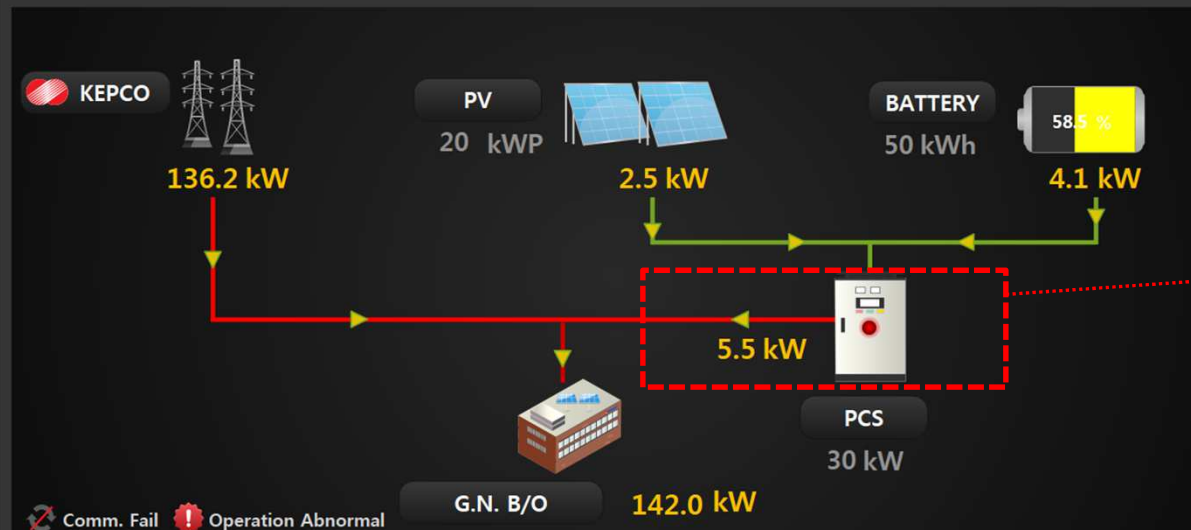 KEPCO
136.2 kW
PV
20 kWP
2.5 kW
BATTERY
50 kWh
58.5 %
4.1 kW
5.5 kW
PCS
30 kW
G.N. B/O
142.0 kW
Comm. Fail
Operation Abnormal